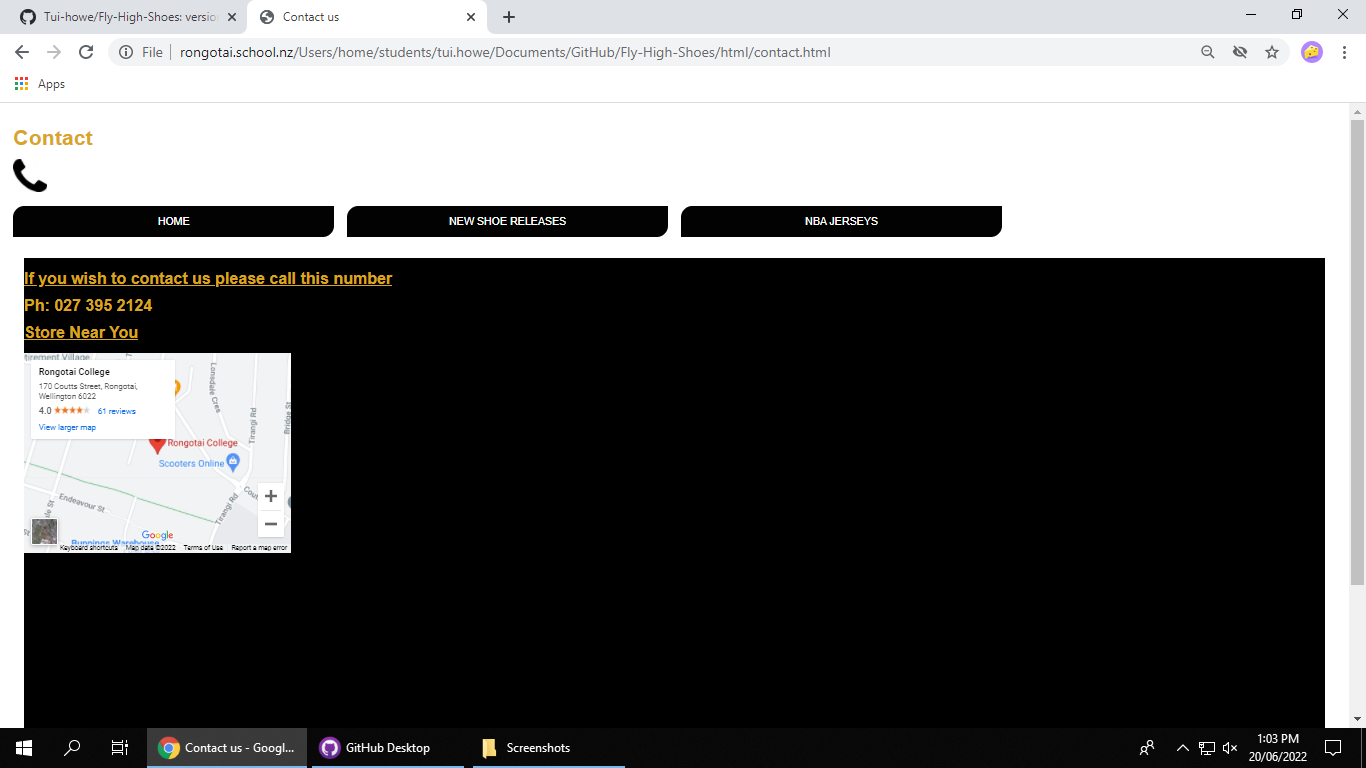 Tui-howe/Fly-High-Shoes: versio
Contact us
File
rongotai.school.nz/Users/home/students/tui.howe/Documents/GitHub/Fly-High-Shoes/html/contact.html
Apps
Contact
HOME
NEW SHOE RELEASES
NBA JERSEYS
If you wish to contact us please call this number
Ph: 027 395 2124
Store Near You
tirement Village
Rongotai College
170 Coutts Street, Rongotai,
Wellington 6022
4.0
61 reviews
View larger map
Lonsdale Cres
Tirangi Rd
Bridge St
Rongotai College
Scooters Online
Cou
Endeavour St
Tirangi Rd
dale St
St
Google
Bunnings Warehouse
Keyboard shortcuts
Map data ©2022
Terms of Use
Report a map error
Contact us - Googl...
GitHub Desktop
Screenshots
1:03 PM
20/06/2022